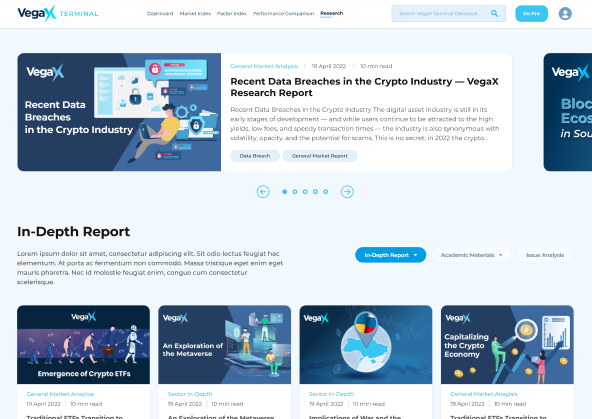 VegaX TERMINAL
Dashboard Market Index Factor Index Performance Comparison Research
Search VegaX Terminal Database
Go Pro
VegaX
Recent Data
Breaches
in the Crypto Industry
General Market Analysis 19 April 2022 10 min read
Recent Data Breaches in the Crypto Industry — VegaX
Research Report
Recent Data Breaches in the Crypto Industry The digital asset industry is still in its
early stages of development — and while users continue to be attracted to the high
yields, low fees, and speedy transaction times — the industry is also synonymous with
volatility, opacity, and the potential for scams. This is no secret: in 2022 the crypto...
Data Breach General Market Report
VegaX
Bloc
Ecos
in Sou
In-Depth Report
Lorem ipsum dolor sit amet, consectetur adipiscing elit. Sit odio lectus feugiat hac
elementum. At porta ac fermentum non commodo. Massa tristique eget enim eget
mauris pharetra. Nec id molestie feugiat enim, congue cum consectetur
scelerisque.
In-Depth Report Academic Materials Issue Analysis
VegaX
Emergence of Crypto ETFs
General Market Anaylsis
19 April 2022 10 min read
Traditional ETFs Transition to
VegaX
An Exploration of
the Metaverse
Sector In-Depth
19 April 2022 10 min read
An Exploration of the Metaverse
VegaX
Sector In-Depth
19 April 2022 10 min read
Implications of War and the
VegaX
Capitalizing
the Crypto
Economy
General Market Analysis
19 April 2022 10 min read
Traditional ETFs Transition to